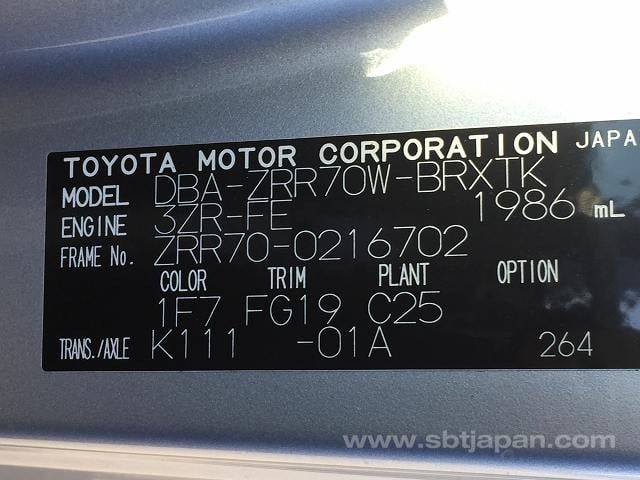 TOYOTA MOTOR CORPORATION JAPA
MODEL DBA-ZRR70W-BRXTK
ENGINE 3ZR-FE 1986 mL
FRAME No. ZRR70-0216702
COLOR TRIM PLANT OPTION
1F7 FG19 C25
TRANS./AXLE K111 -01A 264
www.sbtjapan.com